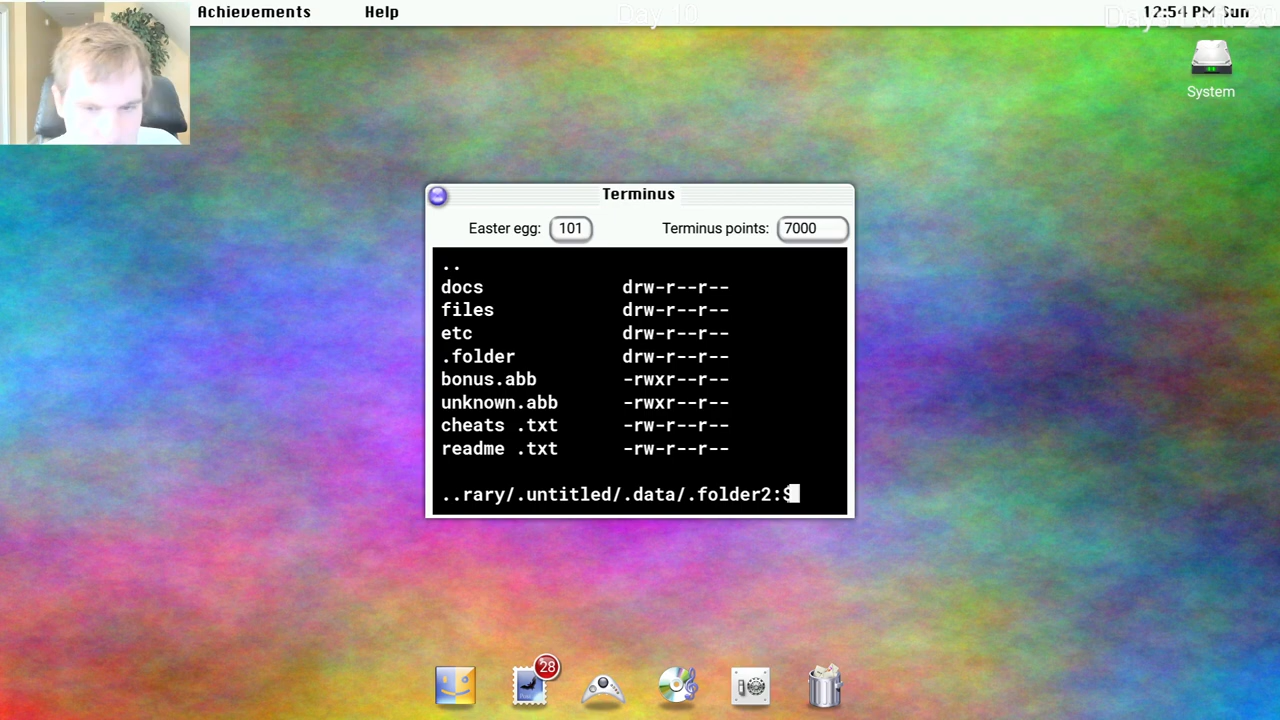 Achievements Help Day 10 12:54 PM Sun
System
Terminus
Easter egg: 101 Terminus points: 7000
..
docs drw-r--r--
files drw-r--r--
etc drw-r--r--
.folder drw-r--r--
bonus.abb -rwxr--r--
unknown.abb -rwxr--r--
cheats .txt -rw-r--r--
readme .txt -rw-r--r--
..rary/.untitled/.data/.folder2:$
28